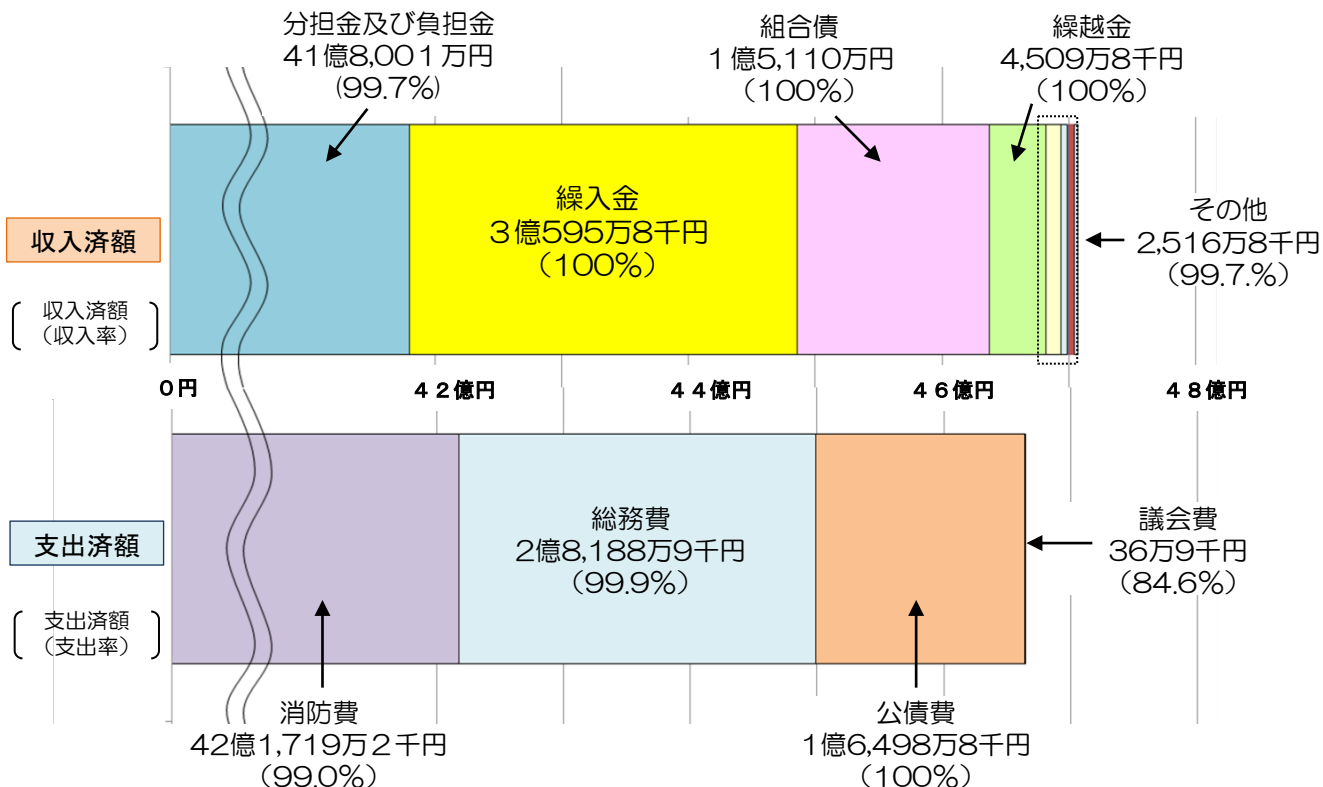 分担金及び負担金
41億8,001万円
(99.7%)
組合債
1億5,110万円
(100%)
繰越金
4,509万8千円
(100%)
繰入金
3億595万8千円
(100%)
その他
2,516万8千円
(99.7.%)
収入済額
収入済額
(収入率)
0円
42億円
44億円
46億円
48億円
支出済額
支出済額
(支出率)
総務費
2億8,188万9千円
(99.9%)
議会費
36万9千円
(84.6%)
消防費
42億1,719万2千円
(99.0%)
公債費
1億6,498万8千円
(100%)